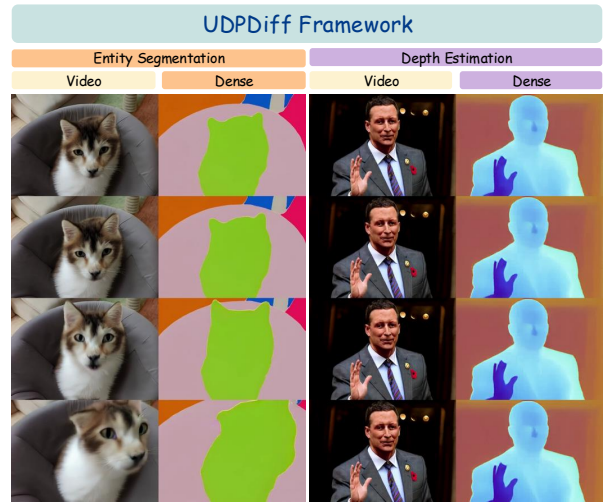 UDPDiff Framework
Entity Segmentation
Depth Estimation
Video
Dense
Video
Dense